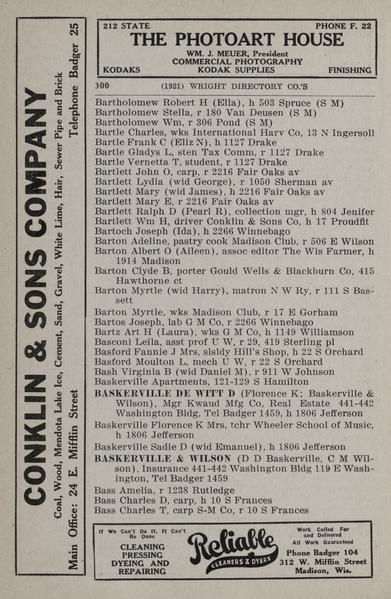 212 STATE PHONE F. 22
THE PHOTOART HOUSE
WM. J. MEUER, President
COMMERCIAL PHOTOGRAPHY
KODAKS KODAK SUPPLIES FINISHING
300 (1921) WRIGHT DIRECTORY CO.'S
Bartholomew Robert H (Ella), h 503 Spruce (S M)
Bartholomew Stella, r 180 Van Deusen (S M)
Bartholomew Wm, r 306 Pond (S M)
Bartle Charles, wks International Harv Co, 13 N Ingersoll
Bartle Frank C (Eliz N), h 1127 Drake
Bartle Gladys L, sten Tax Comm, r 1127 Drake
Bartle Vernetta T, student, r 1127 Drake
Bartlett John O, carp, r 2216 Fair Oaks av
Bartlett Lydia (wid George), r 1050 Sherman av
Bartlett Mary (wid James), h 2216 Fair Oaks av
Bartlett Mary E, r 2216 Fair Oaks av
Bartlett Ralph D (Pearl R), collection mgr, h 804 Jenifer
Bartlett Wm H, driver Conklin & Sons Co, h 17 Proudfit
Bartoch Joseph (Ida), h 2266 Winnebago
Barton Adeline, pastry cook Madison Club, r 506 E Wilson
Barton Albert O (Aileen), assoc editor The Wis Farmer, h
1914 Madison
Barton Clyde B, porter Gould Wells & Blackburn Co, 415
Hawthorne ct
Barton Myrtle (wid Harry), matron N W Ry, r 111 S Bas-
sett
Barton Myrtle, wks Madison Club, r 17 E Gorham
Bartos Joseph, lab G M Co, r 2266 Winnebago
Bartz Art H (Laura), wks G M Co, h 1149 Williamson
Basconi Leila, asst prof U W, r 29, 419 Sterling pl
Basford Fannie J Mrs, slsldy Hill's Shop, h 22 S Orchard
Basford Moulton L, mech U W, r 22 S Orchard
Bash Virginia B (wid Daniel M), r 911 W Johnson
Baskerville Apartments, 121-129 S Hamilton
BASKERVILLE DE WITT D (Florence K; Baskerville &
Wilson), Mgr Kwaud Mfg Co, Real Estate 441-442
Washington Bldg, Tel Badger 1459, h 1806 Jefferson
Baskerville Florence K Mrs, tchr Wheeler School of Music,
h 1806 Jefferson
Baskerville Sadie D (wid Emanuel), h 1806 Jefferson
BASKERVILLE & WILSON (D D Baskerville, C M Wil-
son), Insurance 441-442 Washington Bldg 119 E Wash-
ington, Tel Badger 1459
Bass Amelia, r 1238 Rutledge
Bass Charles D, carp, h 10 S Frances
Bass Charles T, carp S-M Co, r 10 S Frances
If We Can't Do It, It Can't
Be Done
CLEANING
PRESSING
DYEING AND
REPAIRING
Reliable
CLEANERS & DYERS
Work Called For
and Delivered
All Work Guaranteed
Phone Badger 104
312 W. Mifflin St.
Madison, Wis.
CONKLIN & SONS COMPANY
Coal, Wood, Mendota Lake Ice, Cement, Sand, Gravel, White Lime, Hair, Sewer Pipe and Brick
Main Office: 24 E. Mifflin Street Telephone Badger 25